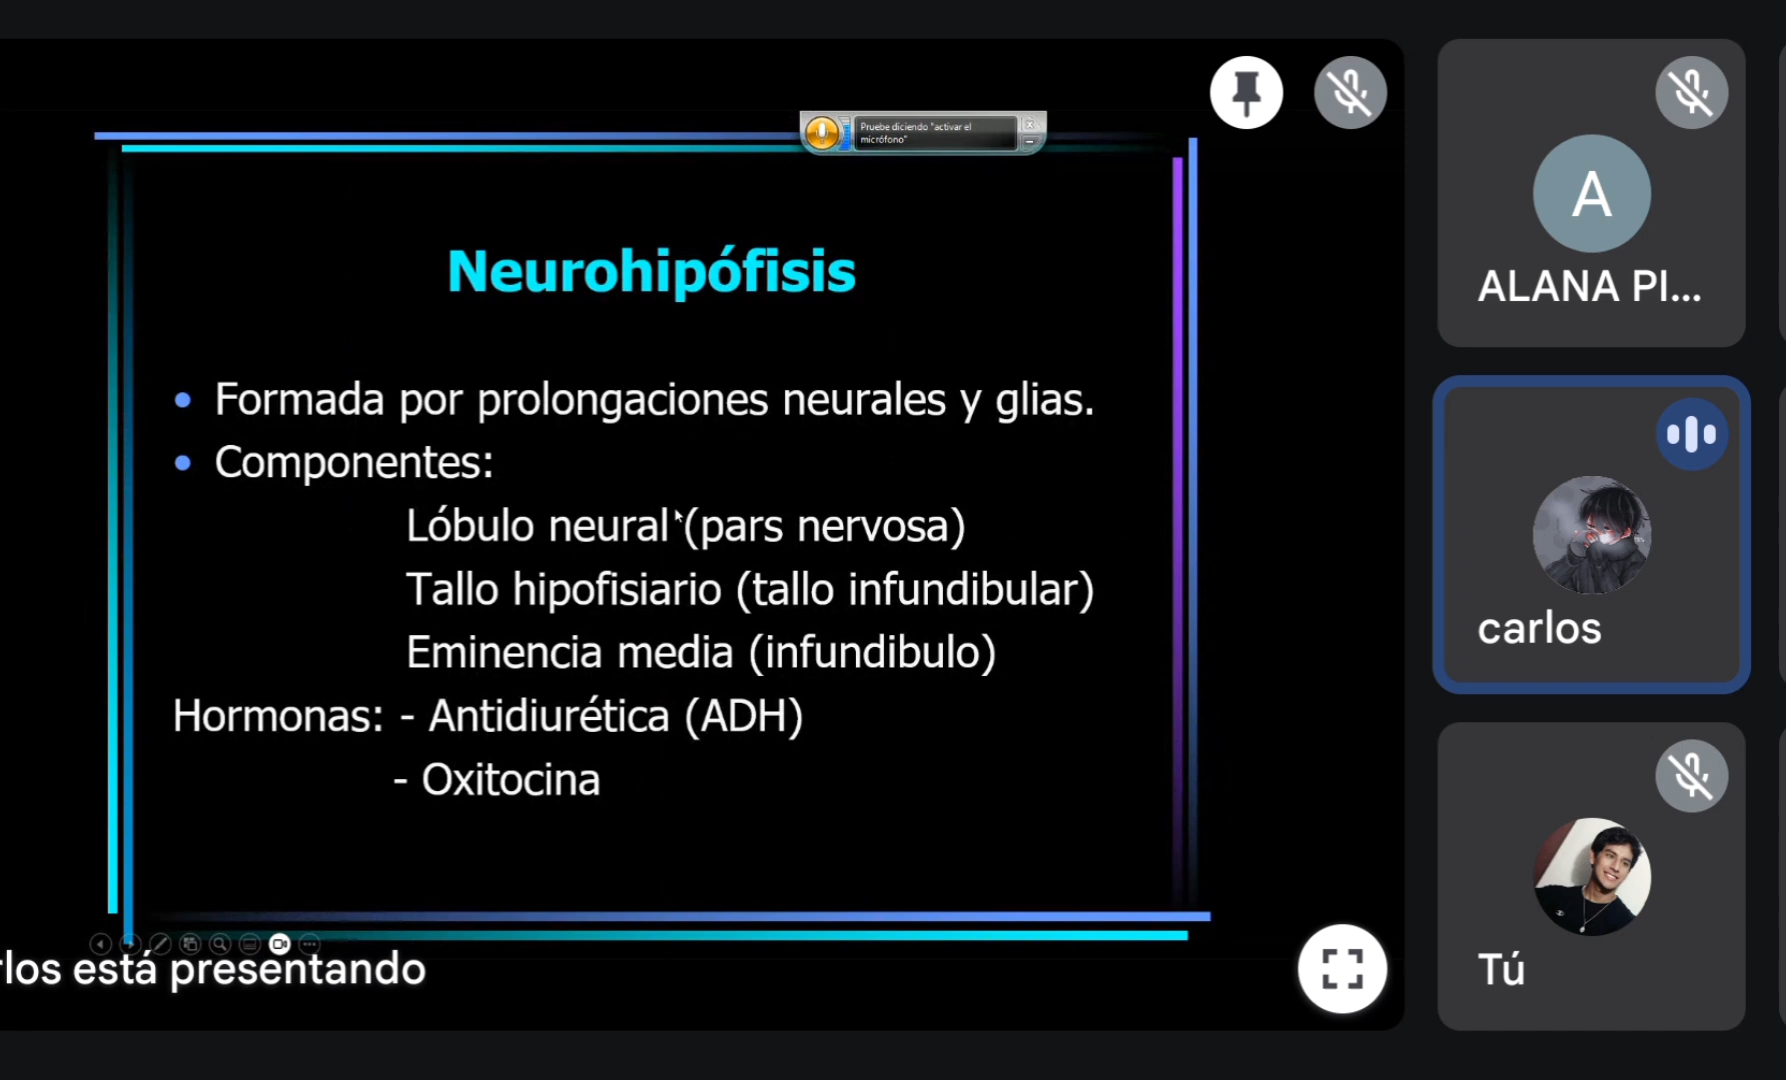 Pruebe diciendo "activar el
micrófono"
Neurohipófisis
• Formada por prolongaciones neurales y glias.
• Componentes:
Lóbulo neural (pars nervosa)
Tallo hipofisiario (tallo infundibular)
Eminencia media (infundibulo)
Hormonas: - Antidiurética (ADH)
- Oxitocina
rlos está presentando
A
ALANA PI...
carlos
Tú